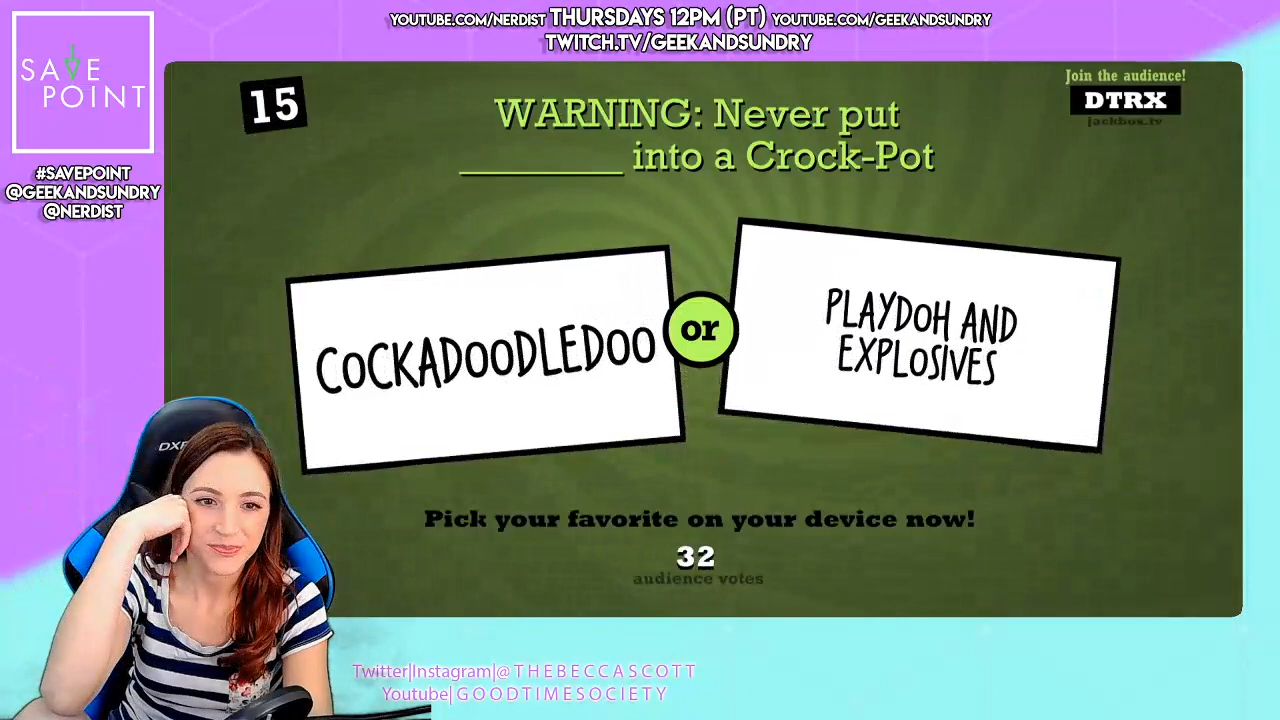 YOUTUBE.COM/NERDIST THURSDAYS 12PM (PT) YOUTUBE.COM/GEEKANDSUNDRY
TWITCH.TV/GEEKANDSUNDRY
SAVE
POINT
#SAVEPOINT
@GEEKANDSUNDRY
@NERDIST
15
WARNING: Never put
_________ into a Crock-Pot
Join the audience!
DTRX
jackbox.tv
COCKADOODLEDOO
or
PLAYDOH AND
EXPLOSIVES
Pick your favorite on your device now!
32
audience votes
DXR
Twitter|Instagram|@THEBECCASCOTT
Youtube|GOODTIMESOCIETY